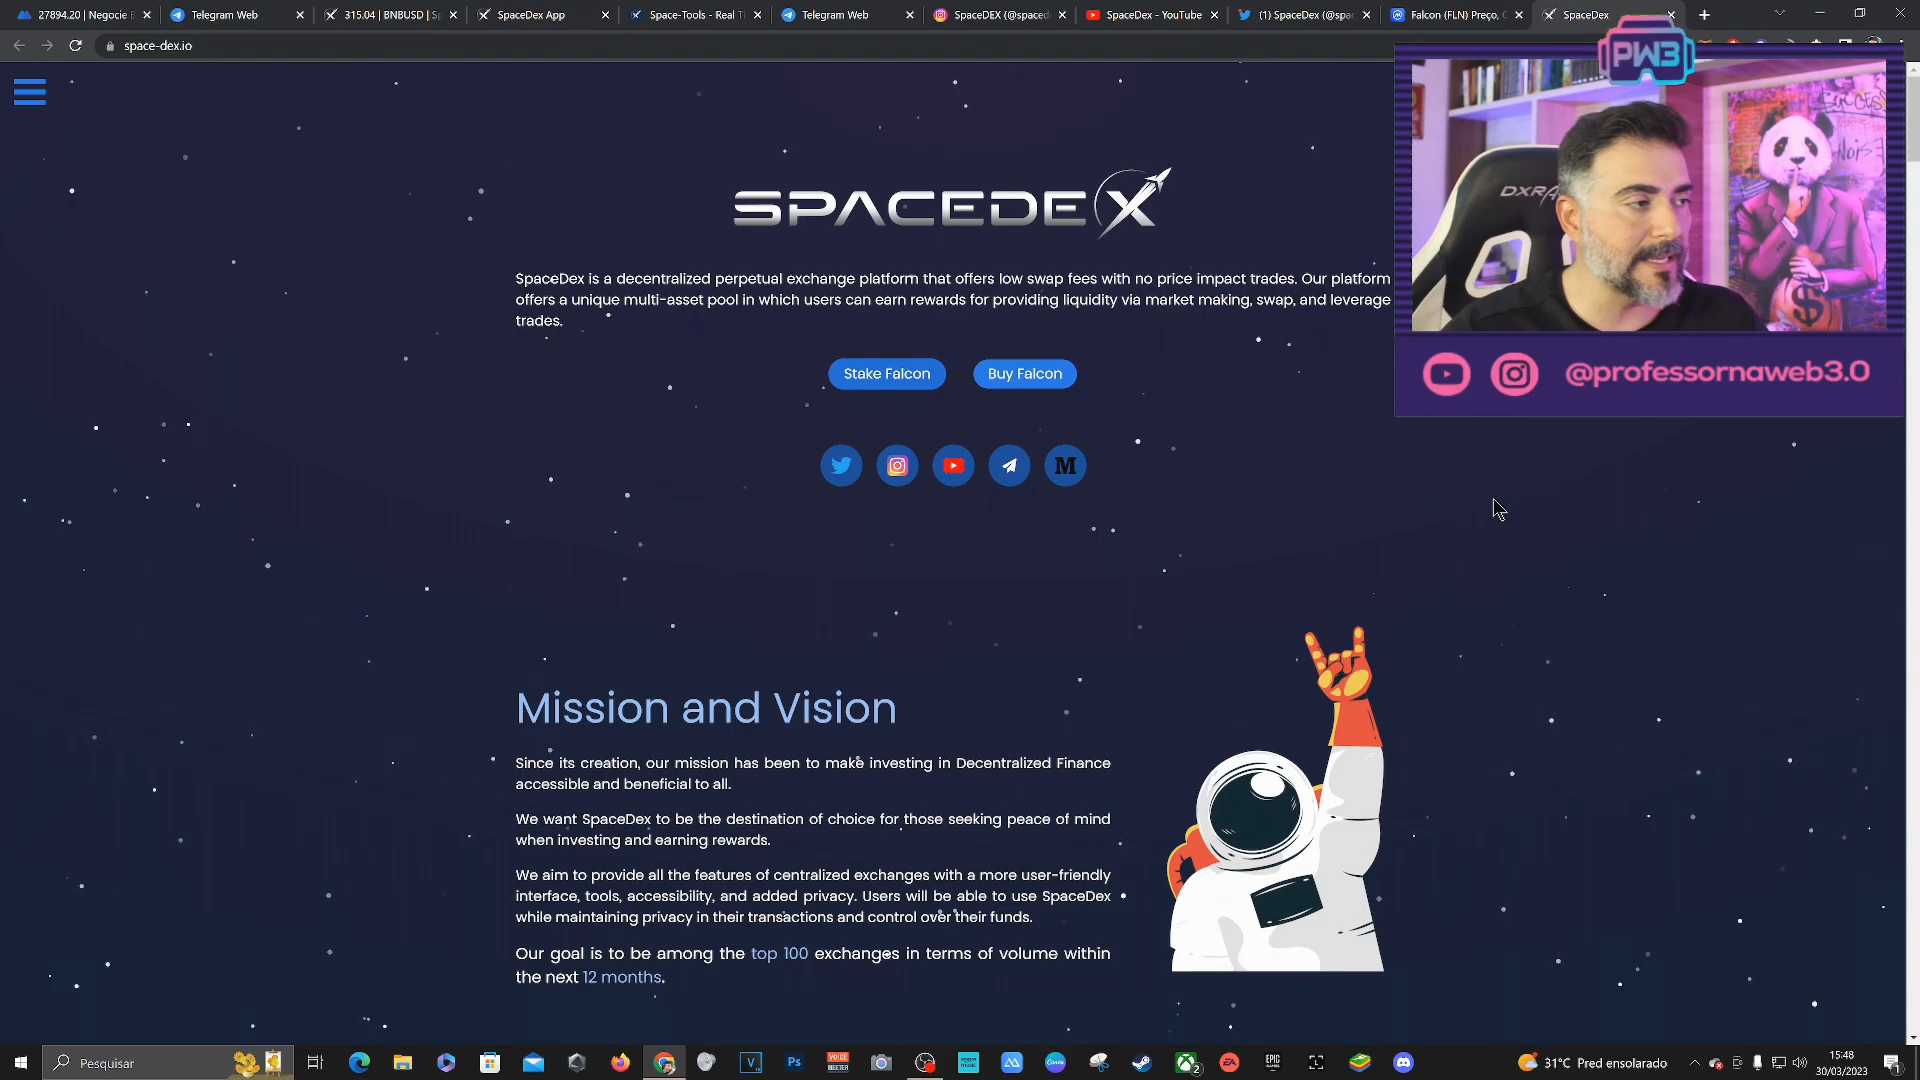 27894.20 | Negocie B
Telegram Web
315.04 | BNBUSD | Sp
SpaceDex App
Space-Tools - Real Ti
Telegram Web
SpaceDEX (@spaced
SpaceDex - YouTube
(1) SpaceDex (@spac
Falcon (FLN) Preço, G
SpaceDex
space-dex.io
PW3
DXRA
SPACEDEX
SpaceDex is a decentralized perpetual exchange platform that offers low swap fees with no price impact trades. Our platform
offers a unique multi-asset pool in which users can earn rewards for providing liquidity via market making, swap, and leverage
trades.
Stake Falcon
Buy Falcon
@professornaweb3.0
M
Mission and Vision
Since its creation, our mission has been to make investing in Decentralized Finance
accessible and beneficial to all.
We want SpaceDex to be the destination of choice for those seeking peace of mind
when investing and earning rewards.
We aim to provide all the features of centralized exchanges with a more user-friendly
interface, tools, accessibility, and added privacy. Users will be able to use SpaceDex
while maintaining privacy in their transactions and control over their funds.
Our goal is to be among the top 100 exchanges in terms of volume within
the next 12 months.
Pesquisar
31°C Pred ensolarado
15:48
30/03/2023